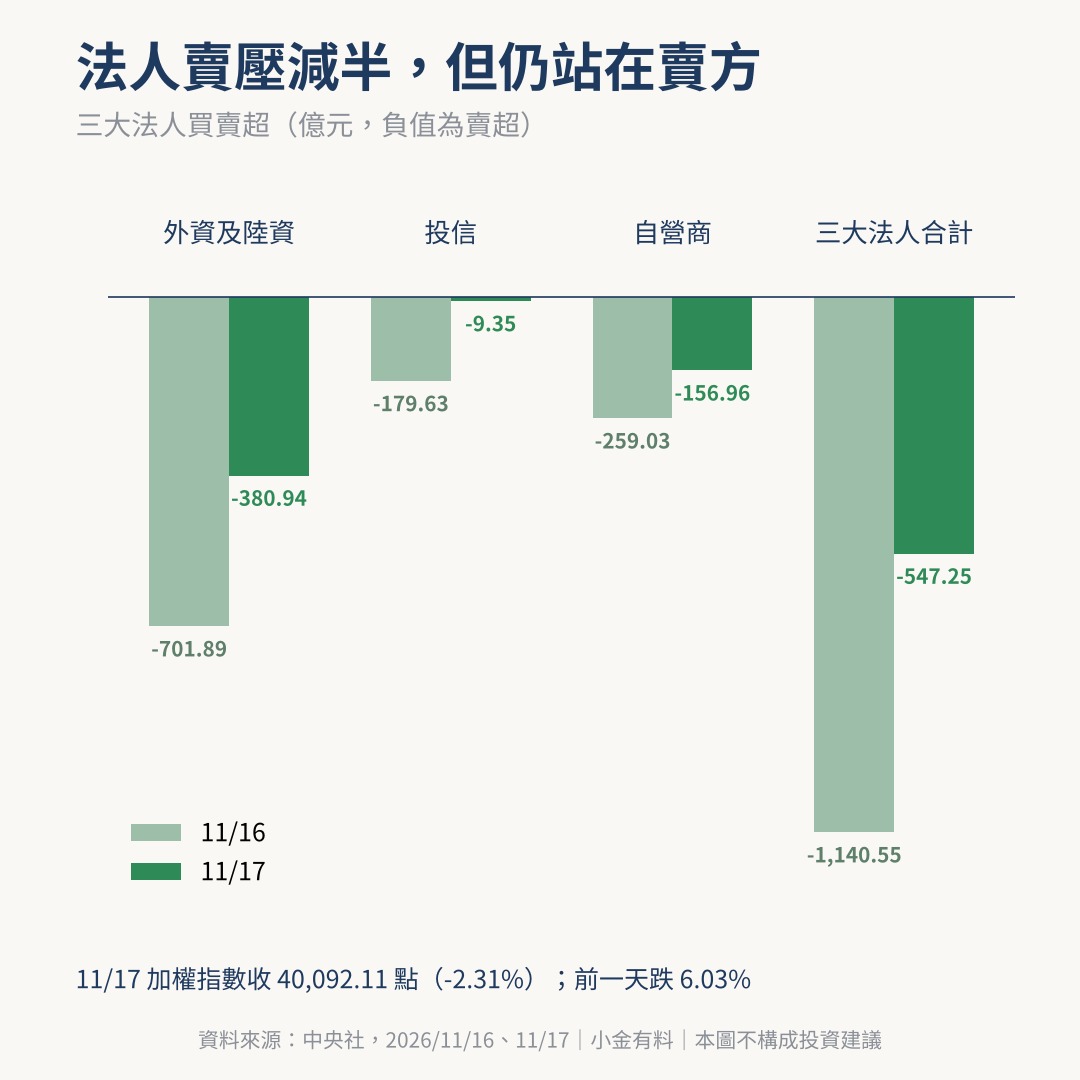 法人賣壓減半，但仍站在賣方
三大法人買賣超（億元，負值為賣超）
外資及陸資
投信
自營商
三大法人合計
-9.35
-179.63
-156.96
-259.03
-380.94
-547.25
-701.89
-1,140.55
11/16
11/17
11/17 加權指數收 40,092.11 點（-2.31%）；前一天跌 6.03%
資料來源：中央社，2026/11/16、11/17｜小金有料｜本圖不構成投資建議